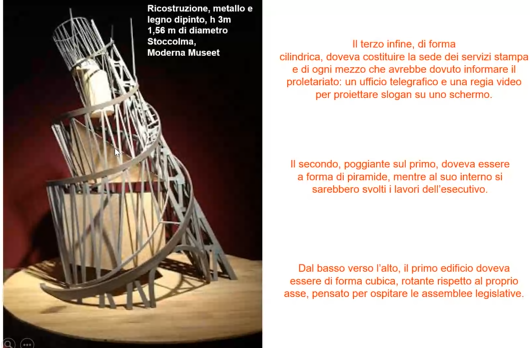 Ricostruzione, metallo e
legno dipinto, h 3m
1,56 m di diametro
Stoccolma,
Moderna Museet
Il terzo infine, di forma
cilindrica, doveva costituire la sede dei servizi stampa
e di ogni mezzo che avrebbe dovuto informare il
proletariato: un ufficio telegrafico e una regia video
per proiettare slogan su uno schermo.
Il secondo, poggiante sul primo, doveva essere
a forma di piramide, mentre al suo interno si
sarebbero svolti i lavori dell'esecutivo.
Dal basso verso l'alto, il primo edificio doveva
essere di forma cubica, rotante rispetto al proprio
asse, pensato per ospitare le assemblee legislative.